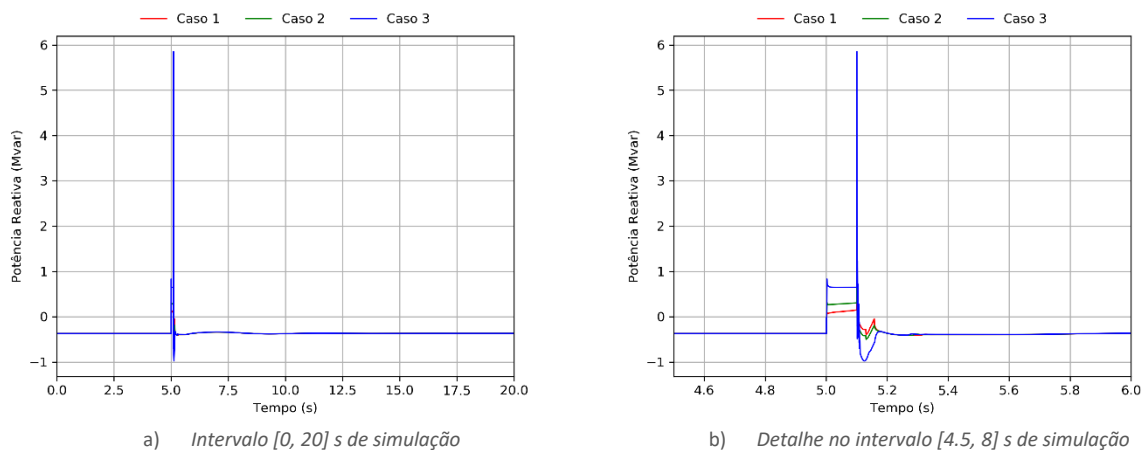 Caso 1 Caso 2 Caso 3
6
5
4
3
2
1
0
−1
Potência Reativa (Mvar)
0.0 2.5 5.0 7.5 10.0 12.5 15.0 17.5 20.0
Tempo (s)
a) Intervalo [0, 20] s de simulação
Caso 1 Caso 2 Caso 3
6
5
4
3
2
1
0
−1
Potência Reativa (Mvar)
4.6 4.8 5.0 5.2 5.4 5.6 5.8 6.0
Tempo (s)
b) Detalhe no intervalo [4.5, 8] s de simulação